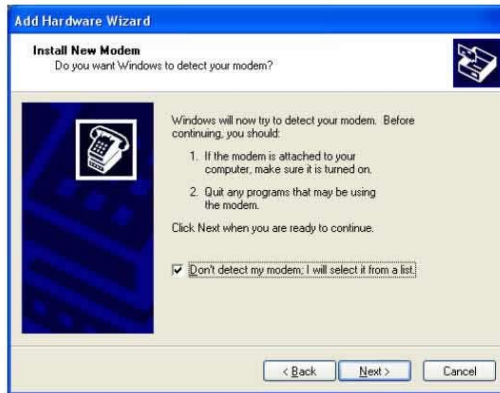 Add Hardware Wizard
Install New Modem
Do you want Windows to detect your modem?
Windows will now try to detect your modem. Before
continuing, you should:
1. If the modem is attached to your
computer, make sure it is turned on.
2. Quit any programs that may be using
the modem.
Click Next when you are ready to continue.
Don't detect my modem; I will select it from a list.
< Back
Next >
Cancel